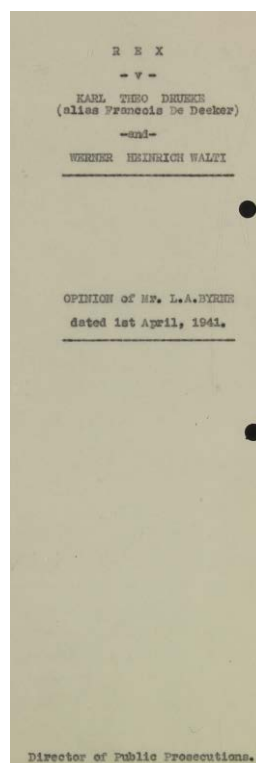 R E X
- v -
KARL THEO DRUEKE
(alias Francois De Deeker)
-and-
WERNER HEINRICH WALTI
OPINION of Mr. L.A.BYRNE
dated 1st April, 1941.
Director of Public Prosecutions.